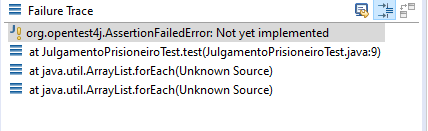 Failure Trace
org.opentest4j.AssertionFailedError: Not yet implemented
at JulgamentoPrisioneiroTest.test(JulgamentoPrisioneiroTest.java:9)
at java.util.ArrayList.forEach(Unknown Source)
at java.util.ArrayList.forEach(Unknown Source)